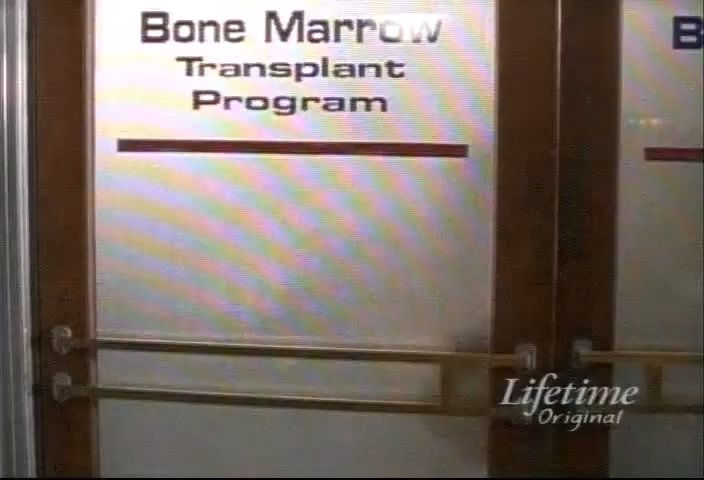 Bone Marrow
Transplant
Program
B
Lifetime
Original